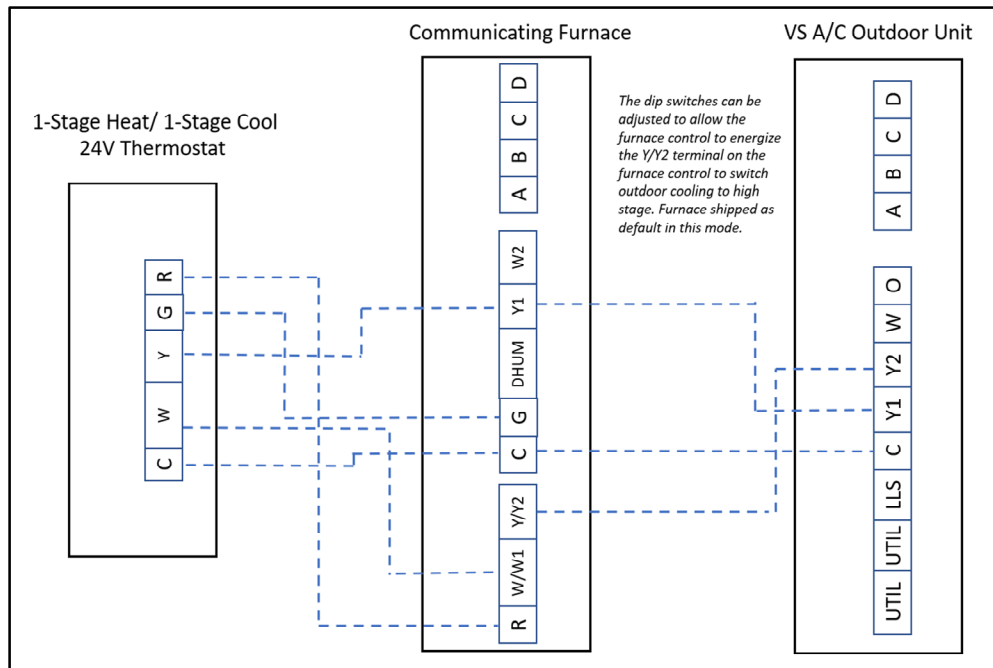 Communicating Furnace
VS A/C Outdoor Unit
1-Stage Heat/ 1-Stage Cool
24V Thermostat
The dip switches can be
adjusted to allow the
furnace control to energize
the Y/Y2 terminal on the
furnace control to switch
outdoor cooling to high
stage. Furnace shipped as
default in this mode.
R
G
Y
W
C
D
C
B
A
W2
Y1
DHUM
G
C
Y/Y2
W/W1
R
D
C
B
A
O
W
Y2
Y1
C
LLS
UTIL
UTIL